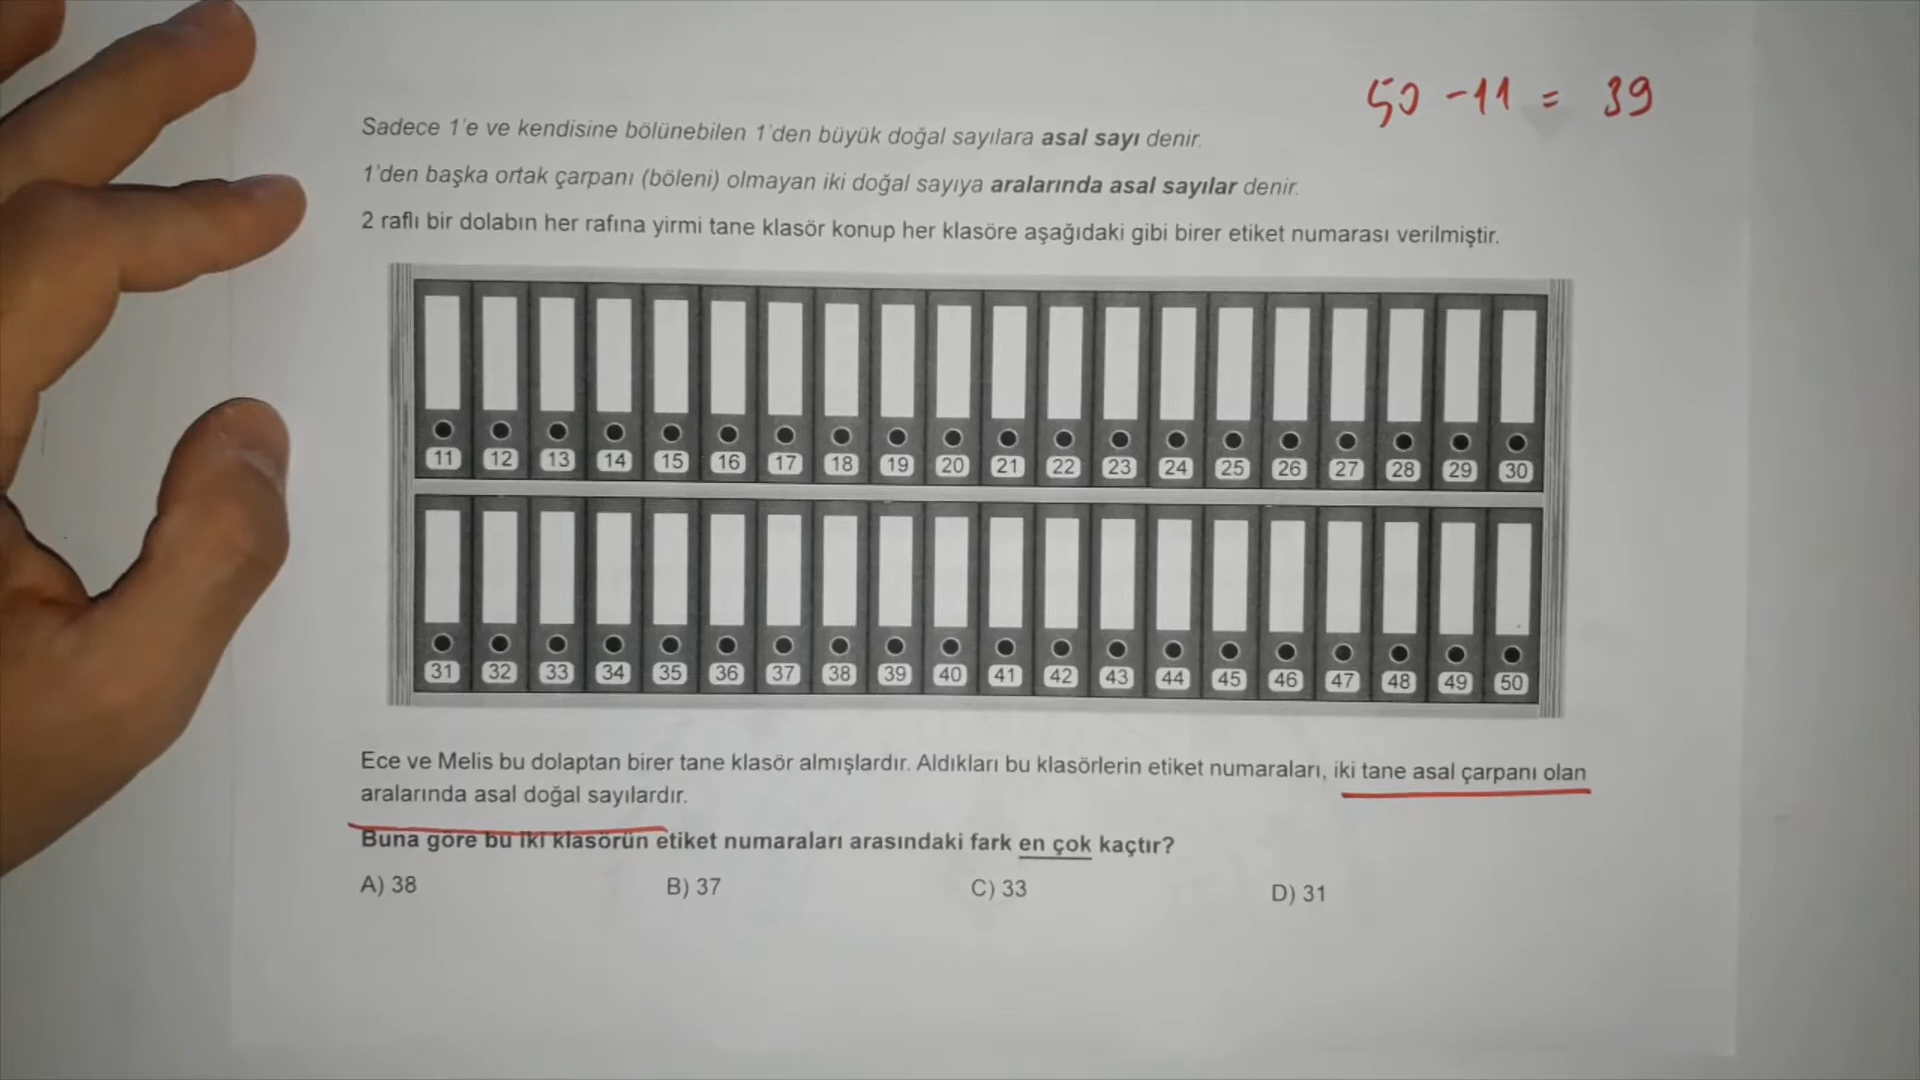 50 - 11 = 39
Sadece 1'e ve kendisine bölünebilen 1'den büyük doğal sayılara asal sayı denir.
1'den başka ortak çarpanı (böleni) olmayan iki doğal sayıya aralarında asal sayılar denir.
2 raflı bir dolabın her rafına yirmi tane klasör konup her klasöre aşağıdaki gibi birer etiket numarası verilmiştir.
11 12 13 14 15 16 17 18 19 20 21 22 23 24 25 26 27 28 29 30
31 32 33 34 35 36 37 38 39 40 41 42 43 44 45 46 47 48 49 50
Ece ve Melis bu dolaptan birer tane klasör almışlardır. Aldıkları bu klasörlerin etiket numaraları, iki tane asal çarpanı olan
aralarında asal doğal sayılardır.
Buna göre bu iki klasörün etiket numaraları arasındaki fark en çok kaçtır?
A) 38 B) 37 C) 33 D) 31